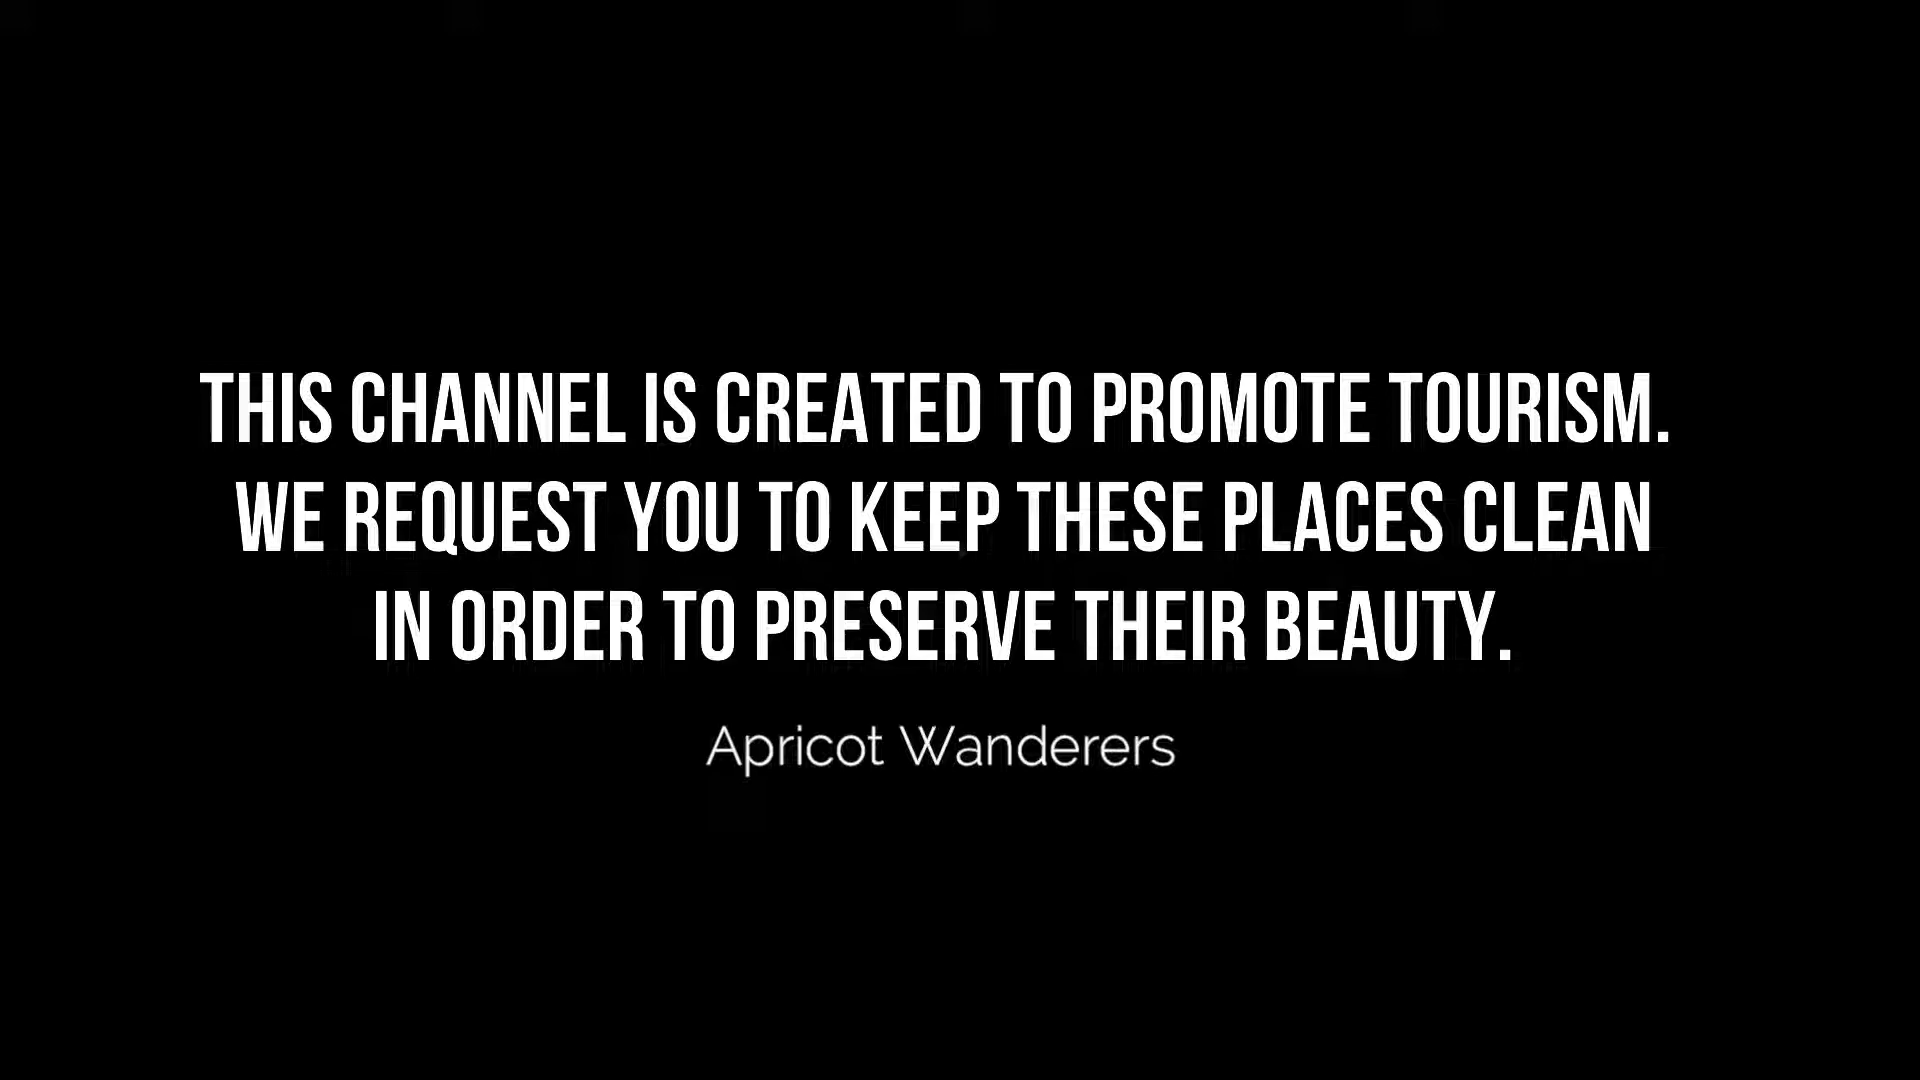 THIS CHANNEL IS CREATED TO PROMOTE TOURISM.
WE REQUEST YOU TO KEEP THESE PLACES CLEAN
IN ORDER TO PRESERVE THEIR BEAUTY.
Apricot Wanderers